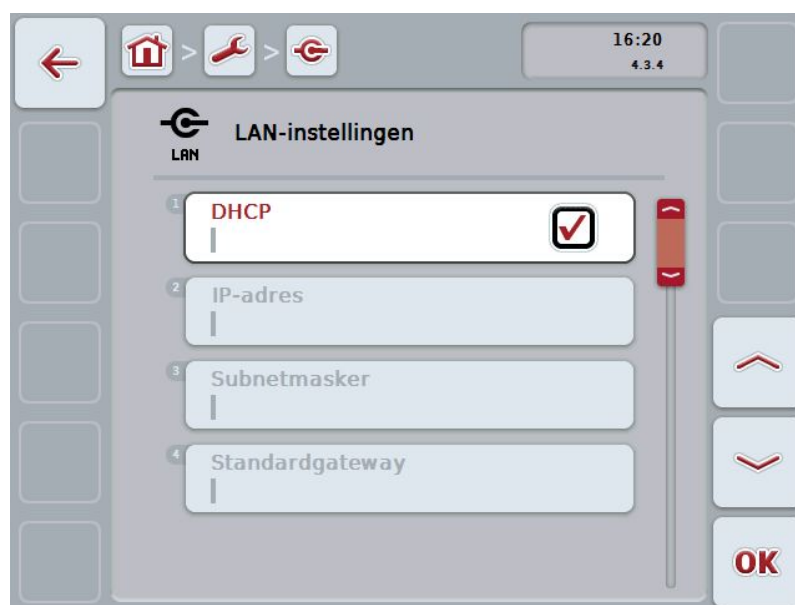 > >
16:20
4.3.4
LAN
LAN-instellingen
1
DHCP
2
IP-adres
3
Subnetmasker
4
Standardgateway
OK